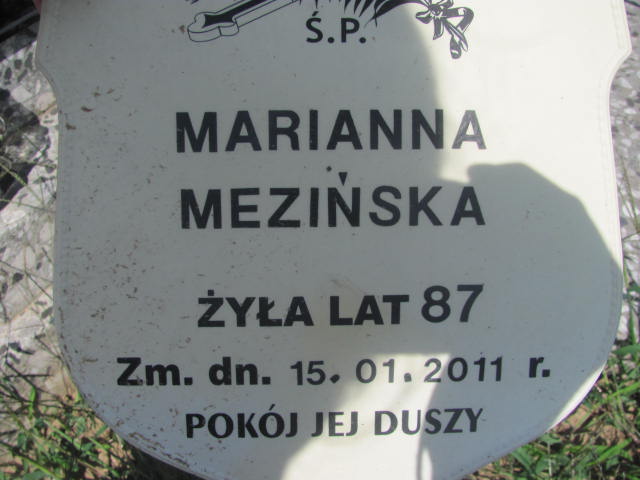 Ś.P.
MARIANNA
MEZIŃSKA
ŻYŁA LAT 87
Zm. dn. 15.01.2011 r.
POKÓJ JEJ DUSZY